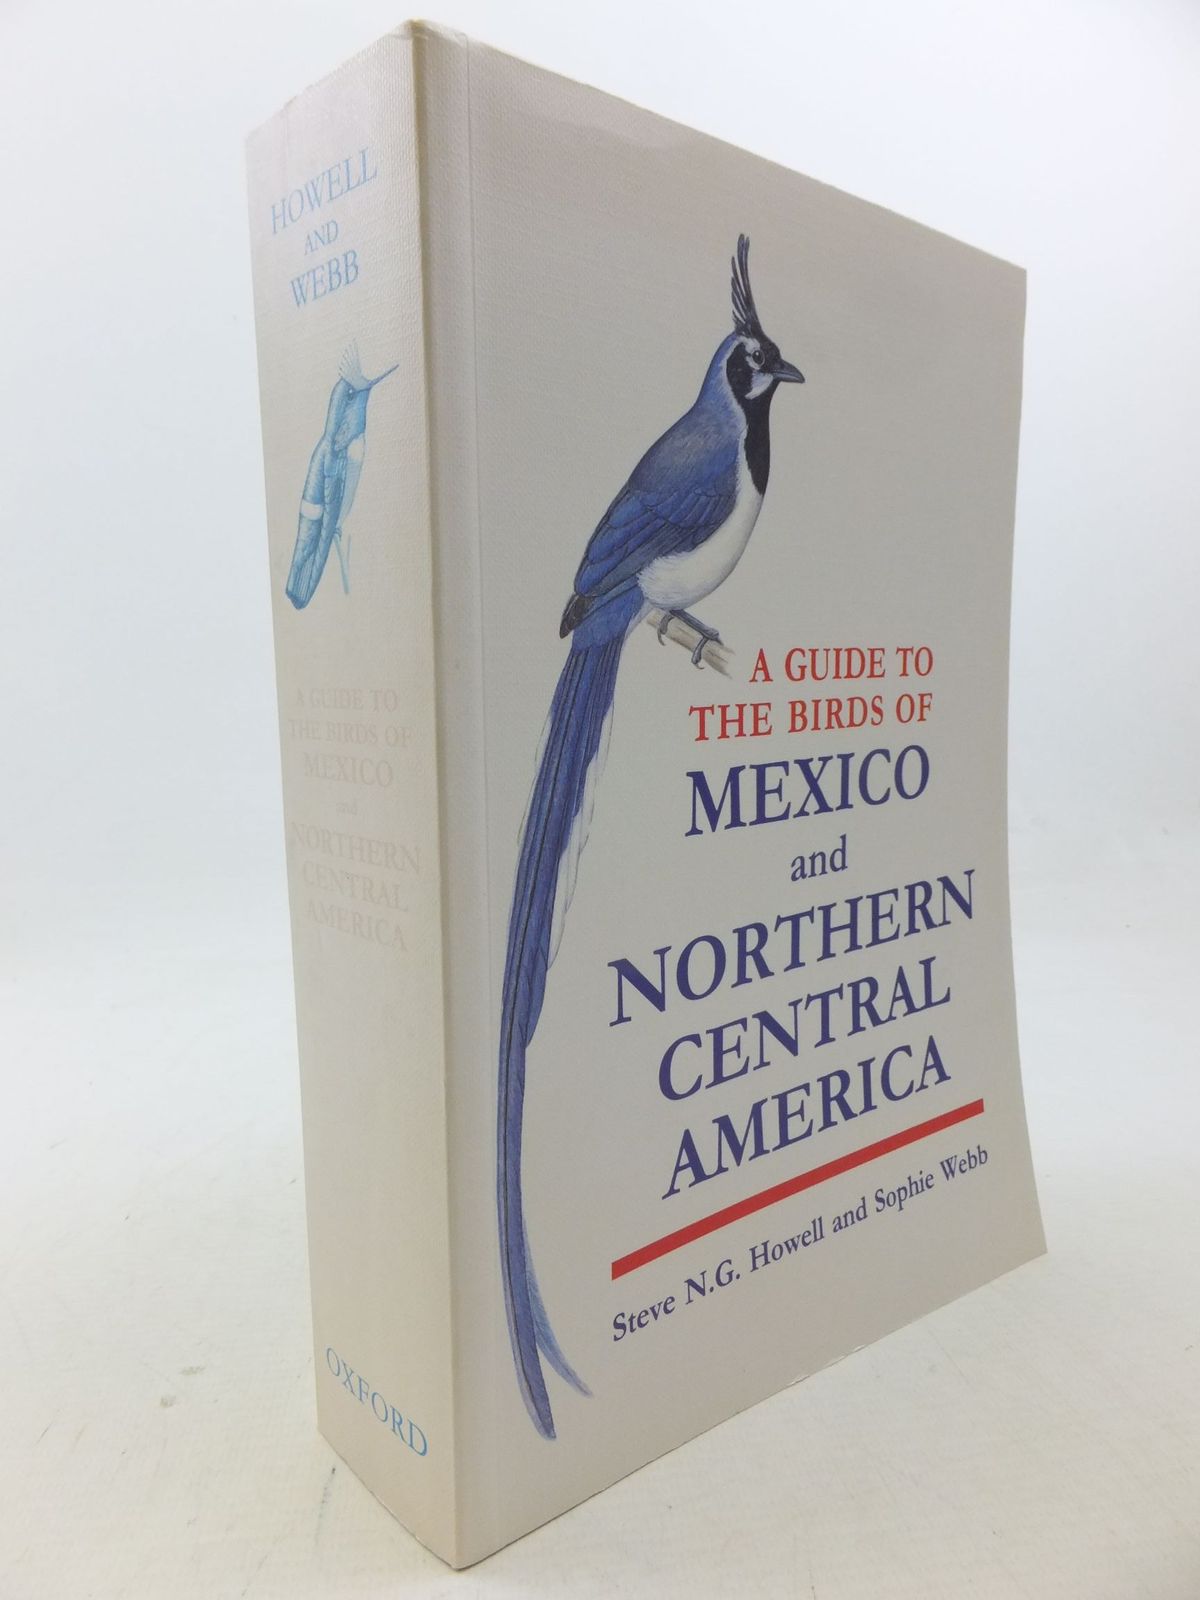 HOWELL
AND
WEBB
A GUIDE TO
THE BIRDS OF
MEXICO
and
NORTHERN
CENTRAL
AMERICA
OXFORD
A GUIDE TO
THE BIRDS OF
MEXICO
and
NORTHERN
CENTRAL
AMERICA
Steve N.G. Howell and Sophie Webb